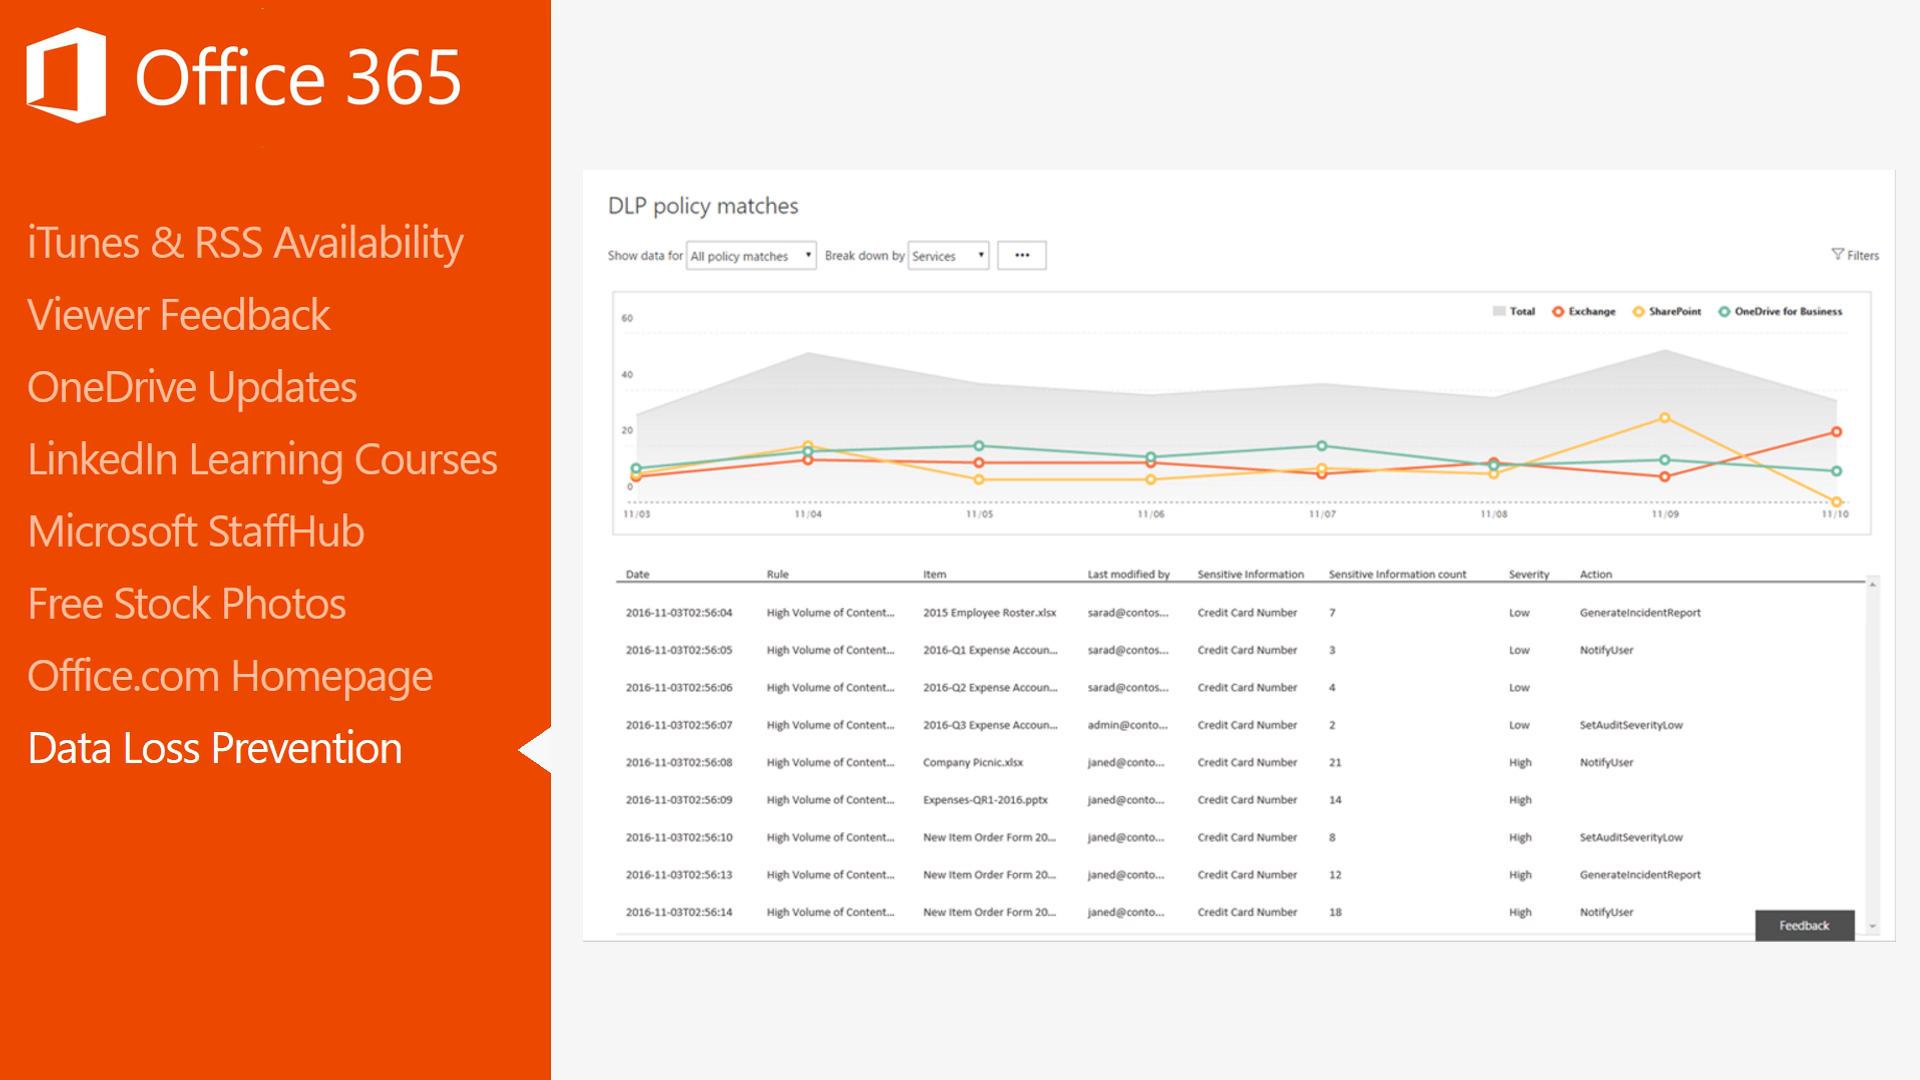 Office 365
iTunes & RSS Availability
Viewer Feedback
OneDrive Updates
LinkedIn Learning Courses
Microsoft StaffHub
Free Stock Photos
Office.com Homepage
Data Loss Prevention
DLP policy matches
Show data for All policy matches Break down by Services ••• Filters
Total Exchange SharePoint OneDrive for Business
60
40
20
0
11/03 11/04 11/05 11/06 11/07 11/08 11/09 11/10
Date Rule Item Last modified by Sensitive Information Sensitive Information count Severity Action
2016-11-03T02:56:04 High Volume of Content... 2015 Employee Roster.xlsx sarad@contos... Credit Card Number 7 Low GenerateIncidentReport
2016-11-03T02:56:05 High Volume of Content... 2016-Q1 Expense Accoun... sarad@contos... Credit Card Number 3 Low NotifyUser
2016-11-03T02:56:06 High Volume of Content... 2016-Q2 Expense Accoun... sarad@contos... Credit Card Number 4 Low
2016-11-03T02:56:07 High Volume of Content... 2016-Q3 Expense Accoun... admin@conto... Credit Card Number 2 Low SetAuditSeverityLow
2016-11-03T02:56:08 High Volume of Content... Company Picnic.xlsx janed@conto... Credit Card Number 21 High NotifyUser
2016-11-03T02:56:09 High Volume of Content... Expenses-QR1-2016.pptx janed@conto... Credit Card Number 14 High
2016-11-03T02:56:10 High Volume of Content... New Item Order Form 20... janed@conto... Credit Card Number 8 High SetAuditSeverityLow
2016-11-03T02:56:13 High Volume of Content... New Item Order Form 20... janed@conto... Credit Card Number 12 High GenerateIncidentReport
2016-11-03T02:56:14 High Volume of Content... New Item Order Form 20... janed@conto... Credit Card Number 18 High NotifyUser
Feedback